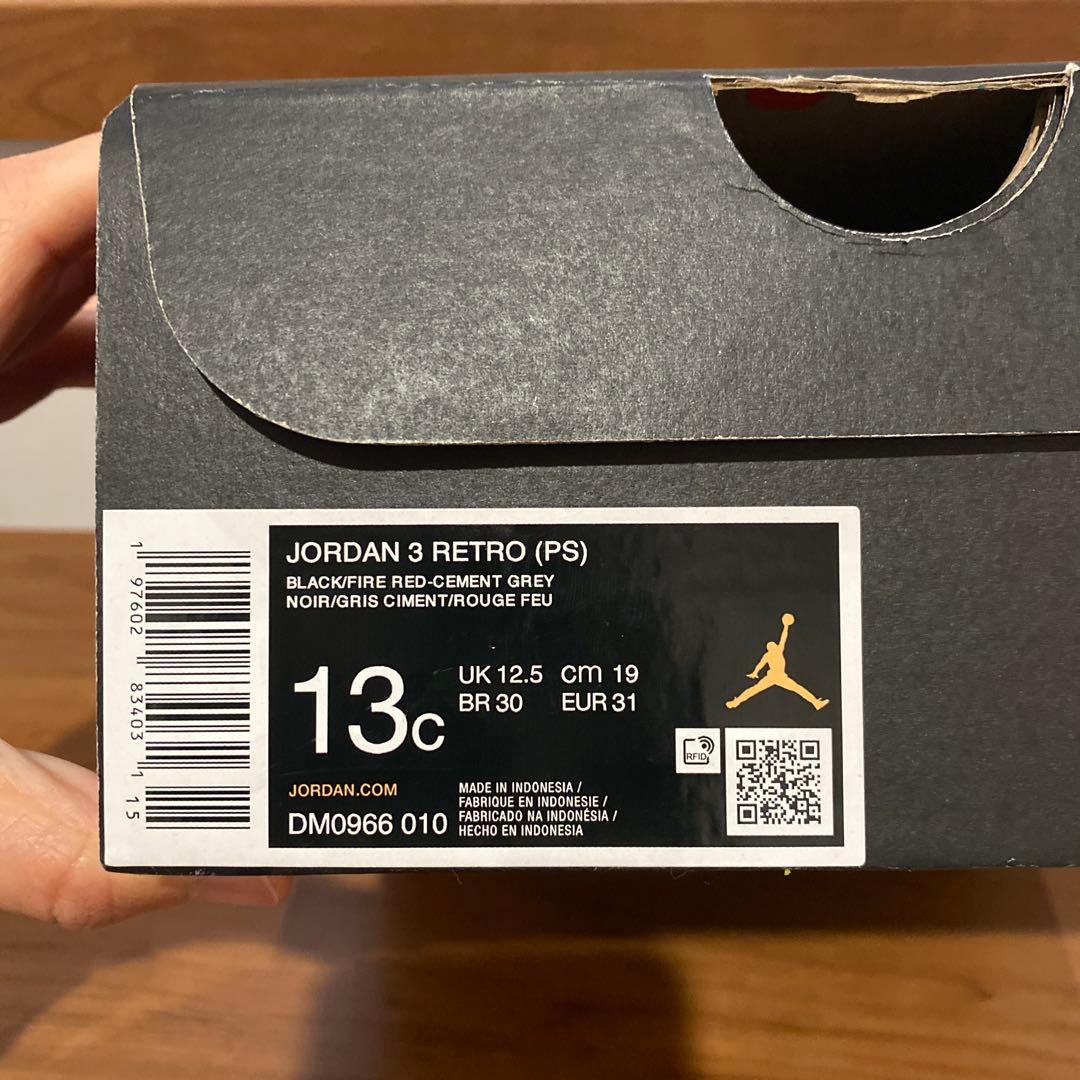 JORDAN 3 RETRO (PS)
BLACK/FIRE RED-CEMENT GREY
NOIR/GRIS CIMENT/ROUGE FEU
13C
UK 12.5 cm 19
BR 30 EUR 31
RFID
JORDAN.COM
DM0966 010
MADE IN INDONESIA /
FABRIQUE EN INDONESIE /
FABRICADO NA INDONÉSIA /
HECHO EN INDONESIA
1 97602 83403 1 15